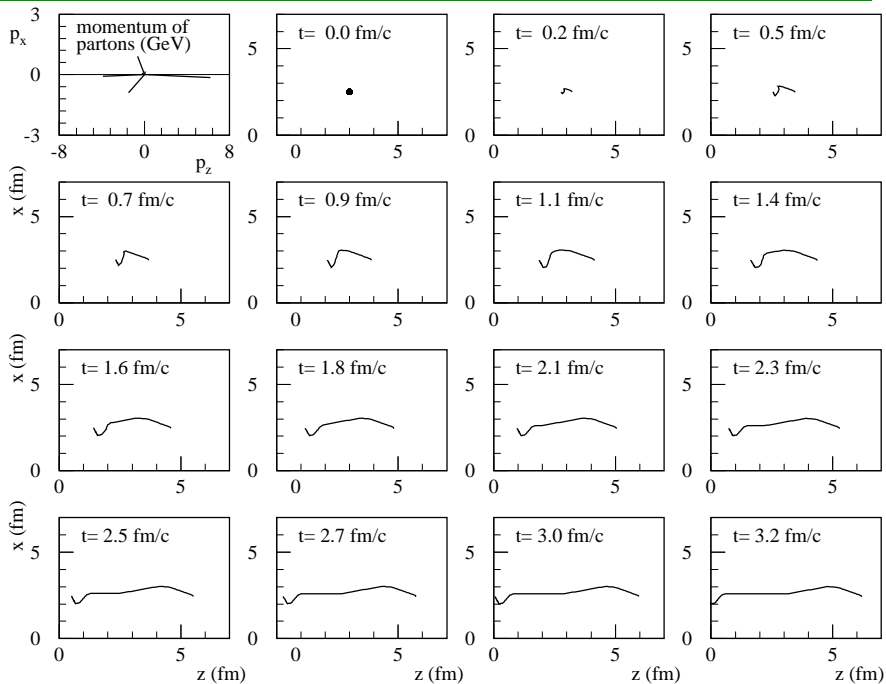 3
p_x
0
-3
momentum of
partons (GeV)
-8 0 8
p_z
t= 0.0 fm/c
5
0
0 5
t= 0.2 fm/c
5
0
0 5
t= 0.5 fm/c
5
0
0 5
x (fm)
t= 0.7 fm/c
5
0
0 5
t= 0.9 fm/c
5
0
0 5
t= 1.1 fm/c
5
0
0 5
t= 1.4 fm/c
5
0
0 5
x (fm)
t= 1.6 fm/c
5
0
0 5
t= 1.8 fm/c
5
0
0 5
t= 2.1 fm/c
5
0
0 5
t= 2.3 fm/c
5
0
0 5
x (fm)
t= 2.5 fm/c
5
0
0 5
z (fm)
t= 2.7 fm/c
5
0
0 5
z (fm)
t= 3.0 fm/c
5
0
0 5
z (fm)
t= 3.2 fm/c
5
0
0 5
z (fm)